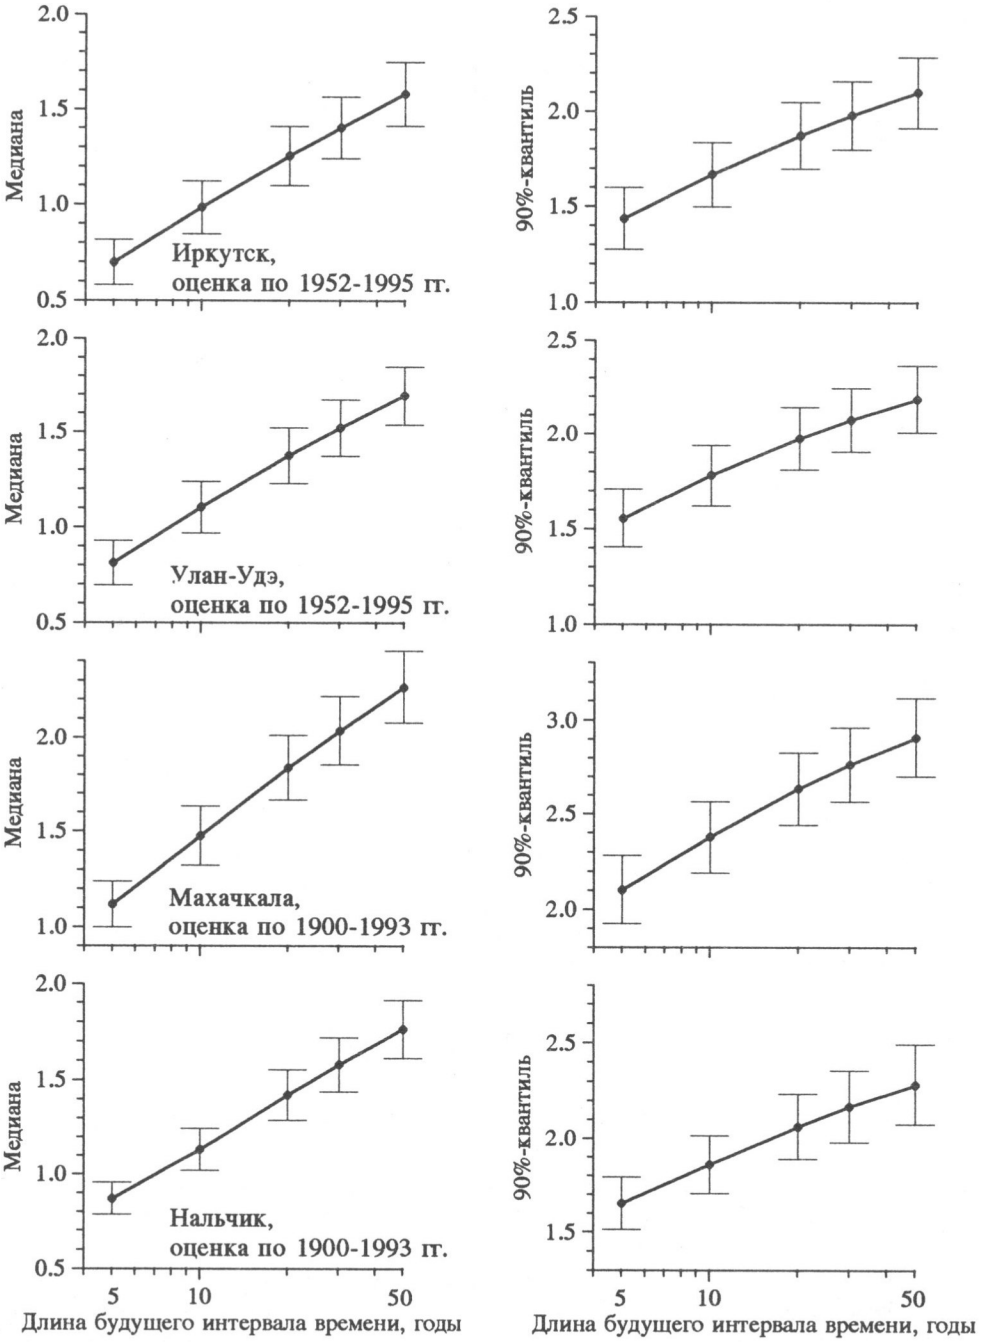 2.0
1.5
1.0
0.5
Медиана
Иркутск,
оценка по 1952-1995 гг.
2.5
2.0
1.5
1.0
90%-квантиль
2.0
1.5
1.0
0.5
Медиана
Улан-Удэ,
оценка по 1952-1995 гг.
2.5
2.0
1.5
1.0
90%-квантиль
2.0
1.5
1.0
Медиана
Махачкала,
оценка по 1900-1993 гг.
3.0
2.5
2.0
90%-квантиль
2.0
1.5
1.0
0.5
Медиана
Нальчик,
оценка по 1900-1993 гг.
5 10 50
Длина будущего интервала времени, годы
2.5
2.0
1.5
90%-квантиль
5 10 50
Длина будущего интервала времени, годы